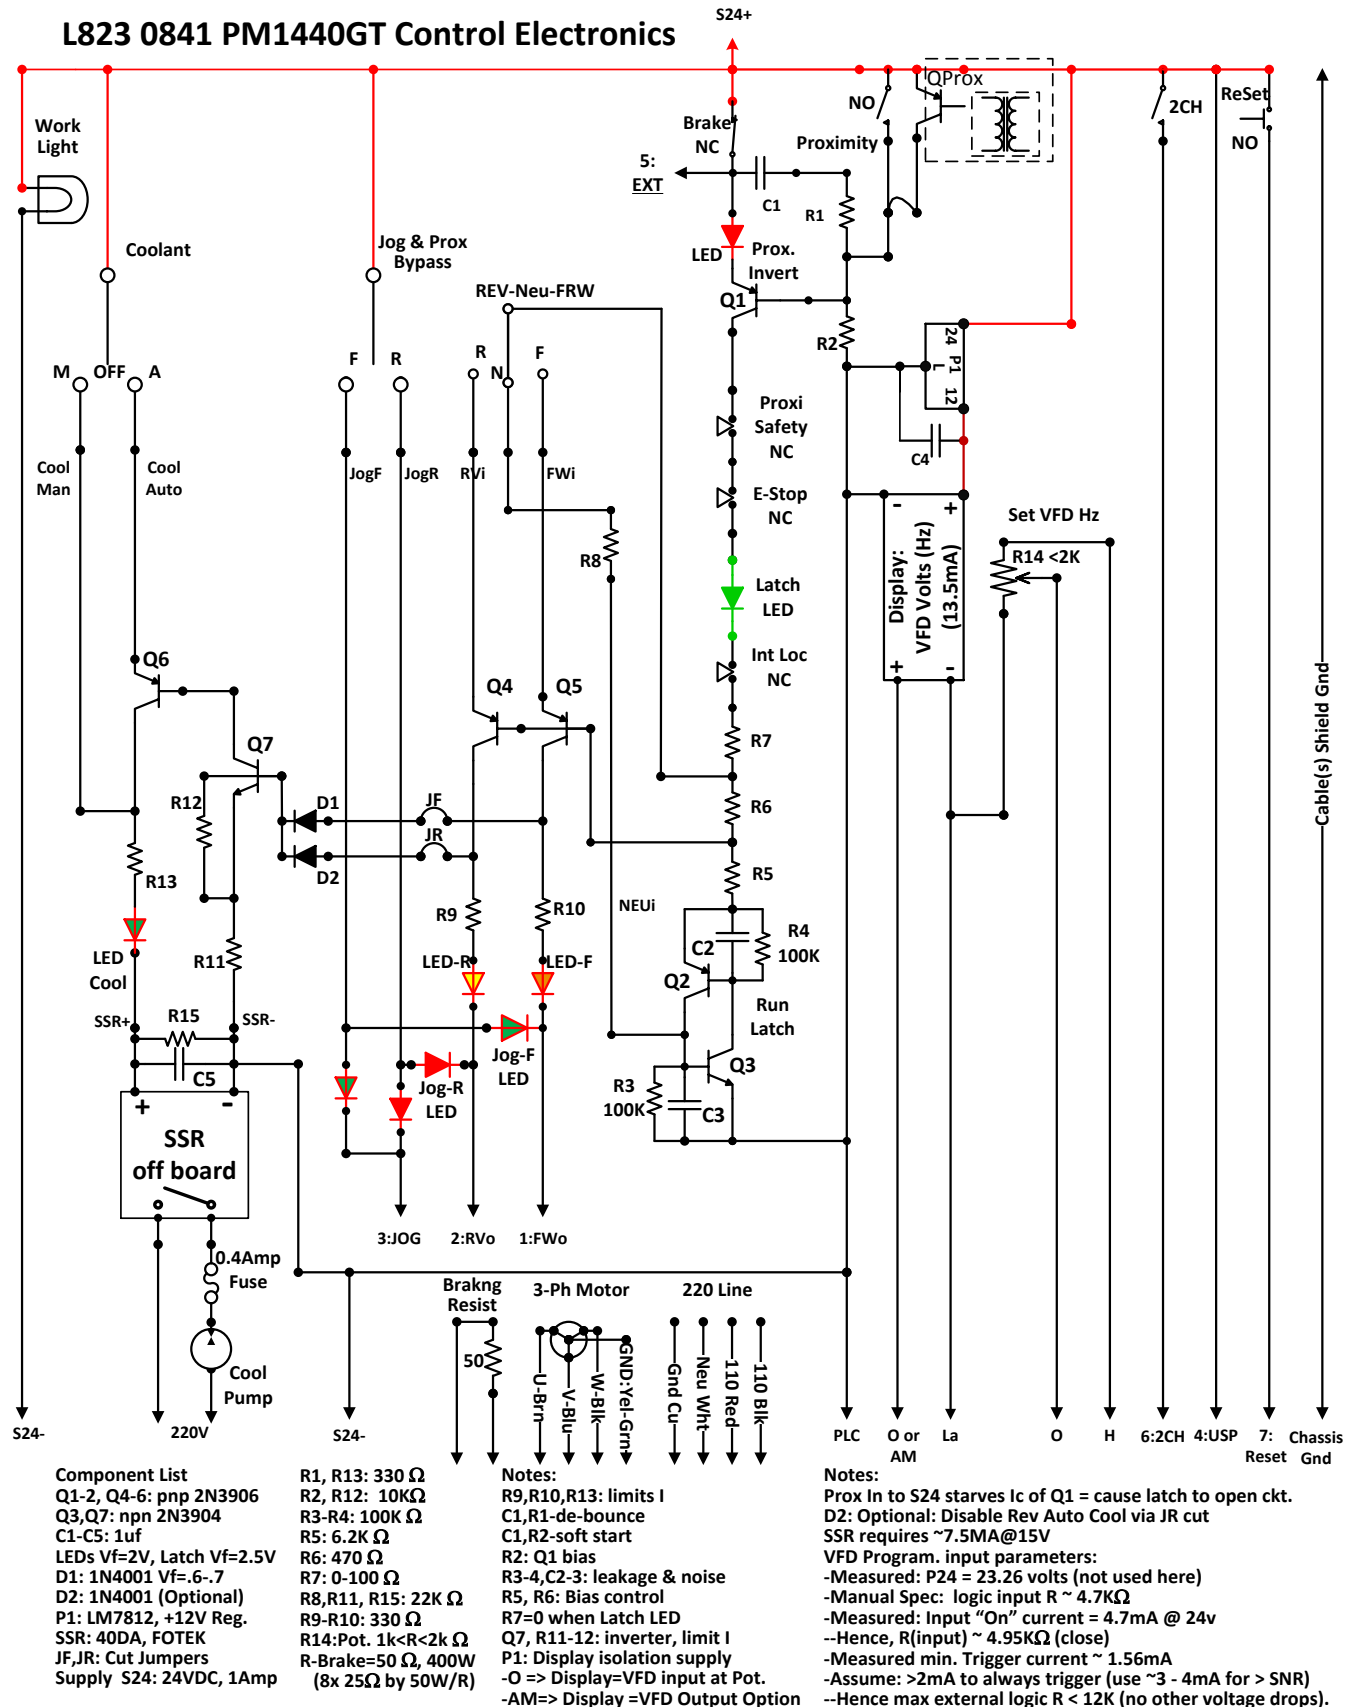 S24+
L823 0841 PM1440GT Control Electronics
QProx
NO
2CH
ReSet
NO
Work
Light
Brake
NC
Proximity
5:
EXT
C1
R1
Coolant
Jog & Prox
Bypass
LED
Prox.
Invert
REV-Neu-FRW
Q1
R2
24 P1
L 12
M OFF A
F R
R N F
Proxi
Safety
NC
C4
Cool
Man
Cool
Auto
JogF
JogR
RVi
FWi
E-Stop
NC
- +
Set VFD Hz
R14 <2K
R8
Latch
LED
Display:
VFD Volts (Hz)
(13.5mA)
+ -
Int Loc
NC
Q6
Q4
Q5
Q7
R7
Cable(s) Shield Gnd
R12
D1
JF
R6
JR
D2
R13
R5
R9
R10
NEUi
R4
100K
C2
LED
Cool
R11
LED-R
LED-F
Q2
Run
Latch
SSR+
R15
SSR-
Jog-F
LED
Q3
C5
Jog-R
LED
R3
100K
C3
+ -
SSR
off board
3:JOG
2:RVo
1:FWo
0.4Amp
Fuse
Brakng
Resist
3-Ph Motor
220 Line
50
Cool
Pump
U-Brn
V-Blu
W-Blk
GND:Yel-Grn
Gnd Cu
Neu Wht
110 Red
110 Blk
S24-
220V
S24-
PLC
O or
AM
La
O
H
6:2CH
4:USP
7:
Reset
Chassis
Gnd
Component List
Q1-2, Q4-6: pnp 2N3906
Q3,Q7: npn 2N3904
C1-C5: 1uf
LEDs Vf=2V, Latch Vf=2.5V
D1: 1N4001 Vf=.6-.7
D2: 1N4001 (Optional)
P1: LM7812, +12V Reg.
SSR: 40DA, FOTEK
JF,JR: Cut Jumpers
Supply S24: 24VDC, 1Amp
R1, R13: 330 Ω
R2, R12: 10KΩ
R3-R4: 100K Ω
R5: 6.2K Ω
R6: 470 Ω
R7: 0-100 Ω
R8,R11, R15: 22K Ω
R9-R10: 330 Ω
R14:Pot. 1k<R<2k Ω
R-Brake=50 Ω, 400W
(8x 25Ω by 50W/R)
Notes:
R9,R10,R13: limits I
C1,R1-de-bounce
C1,R2-soft start
R2: Q1 bias
R3-4,C2-3: leakage & noise
R5, R6: Bias control
R7=0 when Latch LED
Q7, R11-12: inverter, limit I
P1: Display isolation supply
-O => Display=VFD input at Pot.
-AM=> Display =VFD Output Option
Notes:
Prox In to S24 starves Ic of Q1 = cause latch to open ckt.
D2: Optional: Disable Rev Auto Cool via JR cut
SSR requires ~7.5MA@15V
VFD Program. input parameters:
-Measured: P24 = 23.26 volts (not used here)
-Manual Spec: logic input R ~ 4.7KΩ
-Measured: Input “On” current = 4.7mA @ 24v
--Hence, R(input) ~ 4.95KΩ (close)
-Measured min. Trigger current ~ 1.56mA
-Assume: >2mA to always trigger (use ~3 - 4mA for > SNR)
--Hence max external logic R < 12K (no other voltage drops).